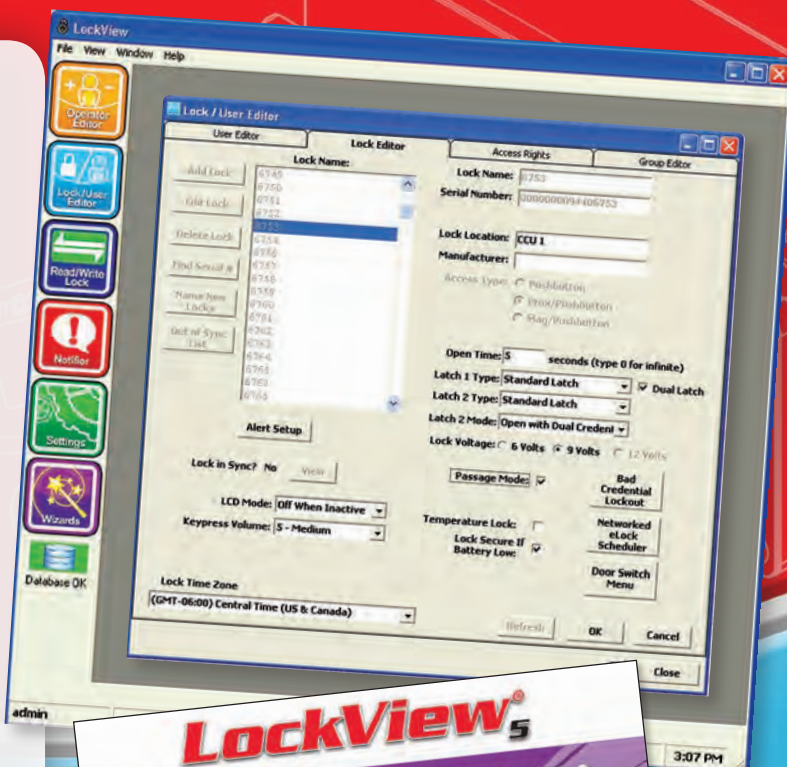 LockView
File View Window Help
Operator Editor
Lock/User Editor
Read/Write Lock
Notifier
Settings
Wizards
Database OK
admin
Lock / User Editor
User Editor
Lock Editor
Access Rights
Group Editor
Add Lock
Edit Lock
Delete Lock
Find Serial #
Name New Locks
Out of Sync List
Lock Name:
6749
6750
6751
6752
6753
6754
6757
6758
6759
6760
6761
6762
6763
6764
Alert Setup
Lock in Sync? No View
LCD Mode: Off When Inactive
Keypress Volume: 5 - Medium
Lock Time Zone
(GMT-06:00) Central Time (US & Canada)
Lock Name: 6753
Serial Number:
Lock Location: CCU 1
Manufacturer:
Access Type: Pushbutton
Prox/Pushbutton
Mag/Pushbutton
Open Time: 5 seconds (type 0 for infinite)
Latch 1 Type: Standard Latch
Dual Latch
Latch 2 Type: Standard Latch
Latch 2 Mode: Open with Dual Credent
Lock Voltage: 6 Volts 9 Volts 12 Volts
Passage Mode:
Bad Credential Lockout
Temperature Lock:
Networked eLock Scheduler
Lock Secure If Battery Low:
Door Switch Menu
Refresh OK Cancel
Close
3:07 PM
LockView® 5